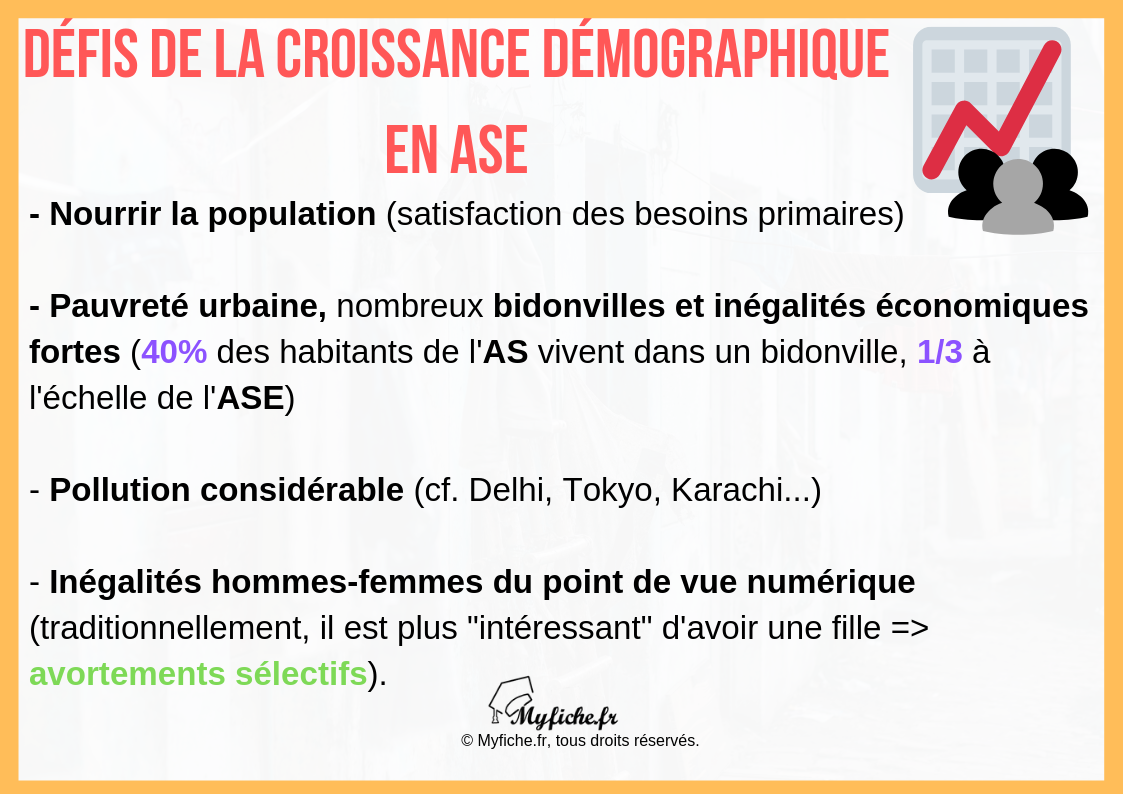 DÉFIS DE LA CROISSANCE DÉMOGRAPHIQUE
EN ASE
- Nourrir la population (satisfaction des besoins primaires)
- Pauvreté urbaine, nombreux bidonvilles et inégalités économiques
fortes (40% des habitants de l'AS vivent dans un bidonville, 1/3 à
l'échelle de l'ASE)
- Pollution considérable (cf. Delhi, Tokyo, Karachi...)
- Inégalités hommes-femmes du point de vue numérique
(traditionnellement, il est plus "intéressant" d'avoir une fille =>
avortements sélectifs).
Myfiche.fr
© Myfiche.fr, tous droits réservés.